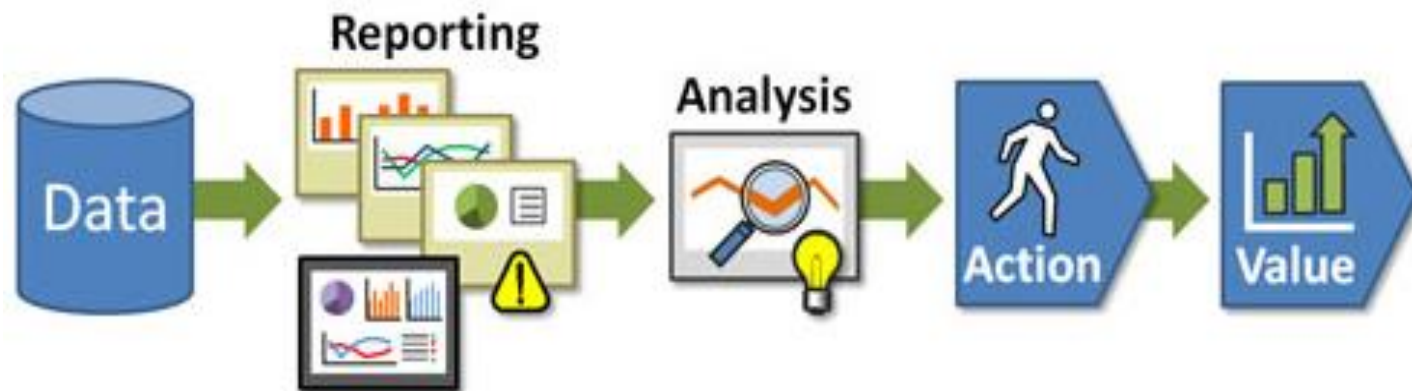 Reporting
Analysis
Data
Action
Value